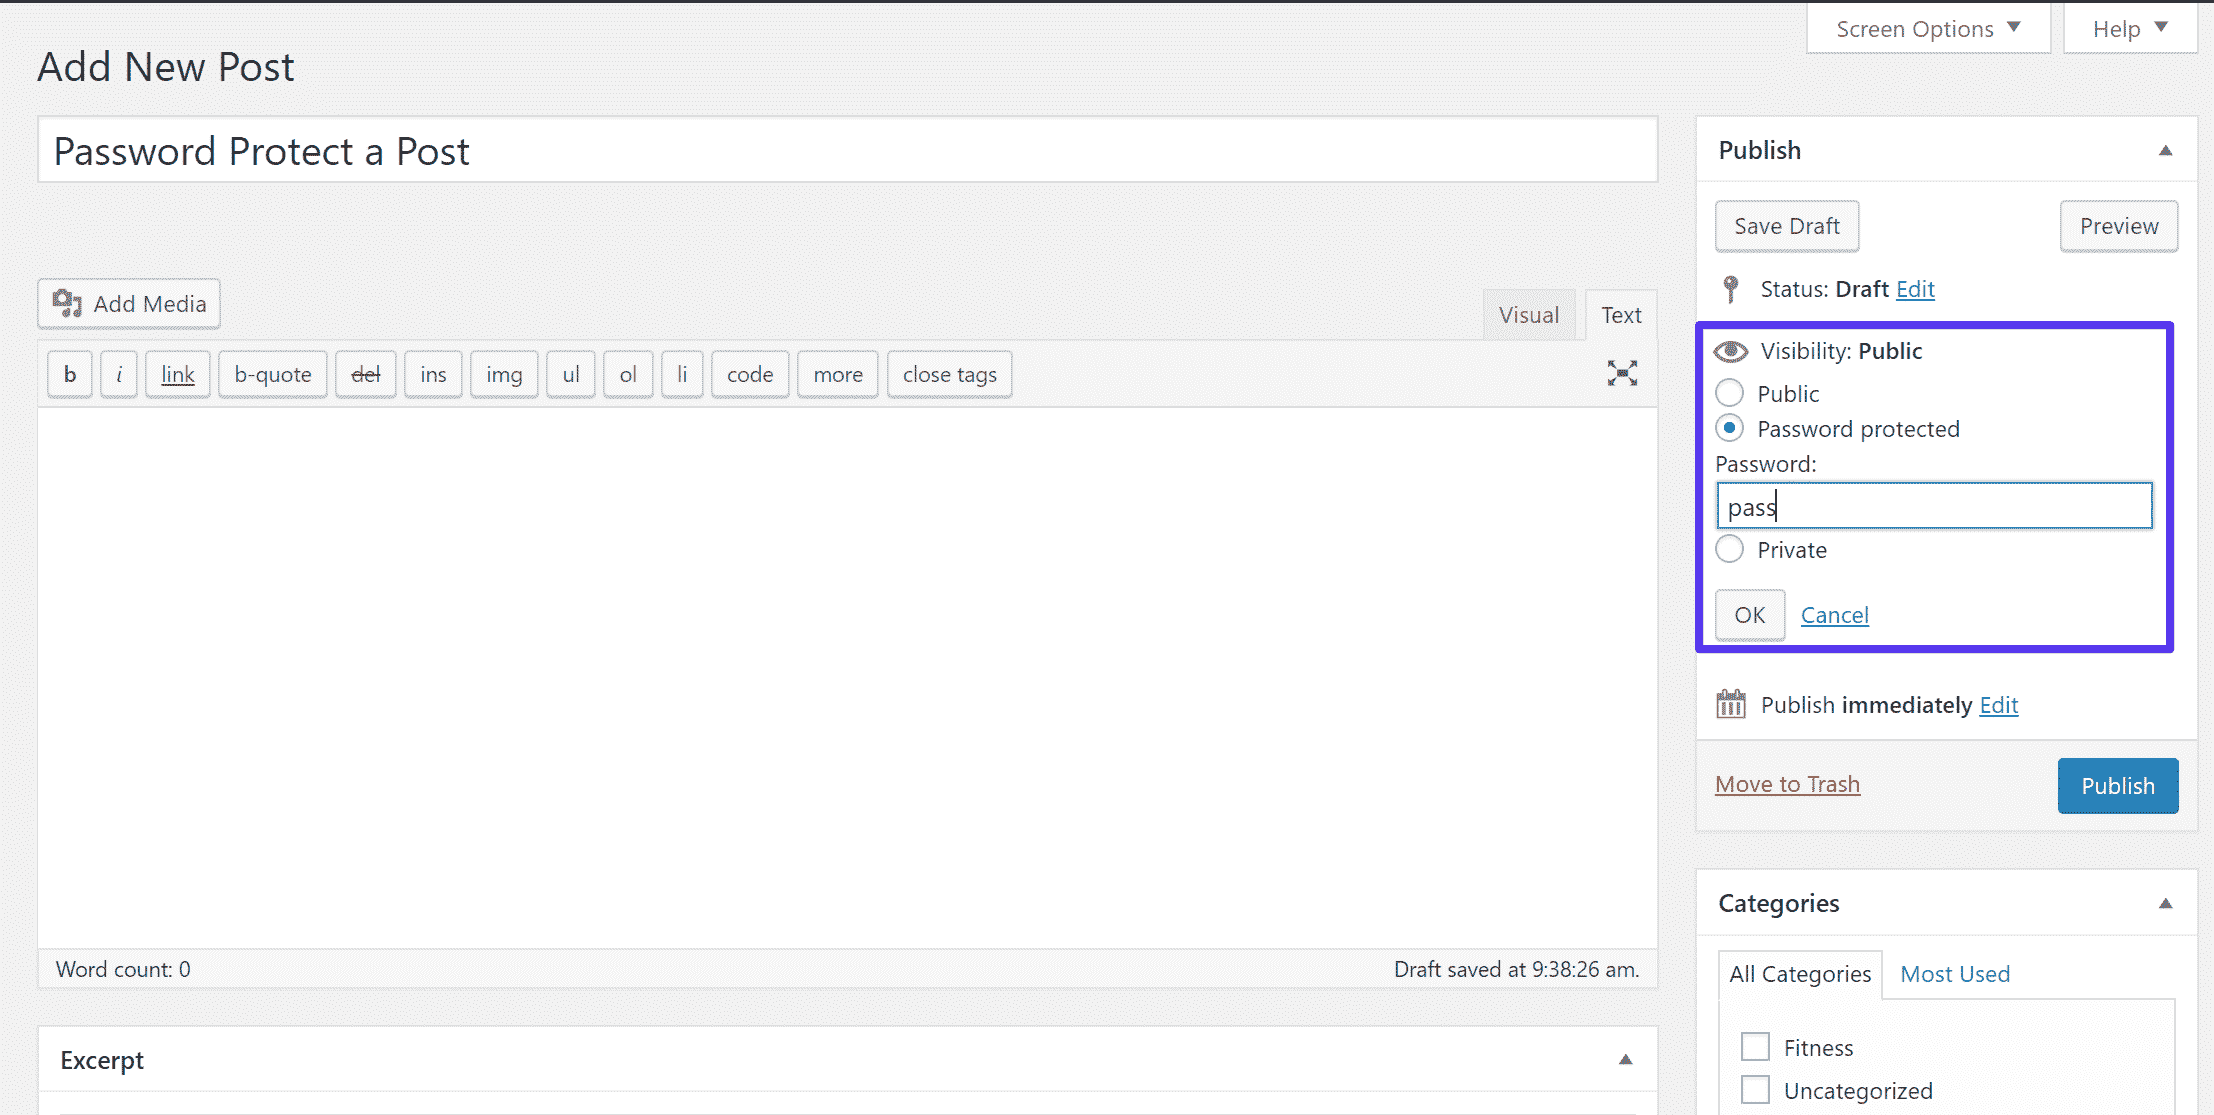 Screen Options
Help
Add New Post
Password Protect a Post
Add Media
Visual
Text
b
i
link
b-quote
del
ins
img
ul
ol
li
code
more
close tags
Word count: 0
Draft saved at 9:38:26 am.
Excerpt
Publish
Save Draft
Preview
Status: Draft Edit
Visibility: Public
Public
Password protected
Password:
pass
Private
OK
Cancel
Publish immediately Edit
Move to Trash
Publish
Categories
All Categories
Most Used
Fitness
Uncategorized